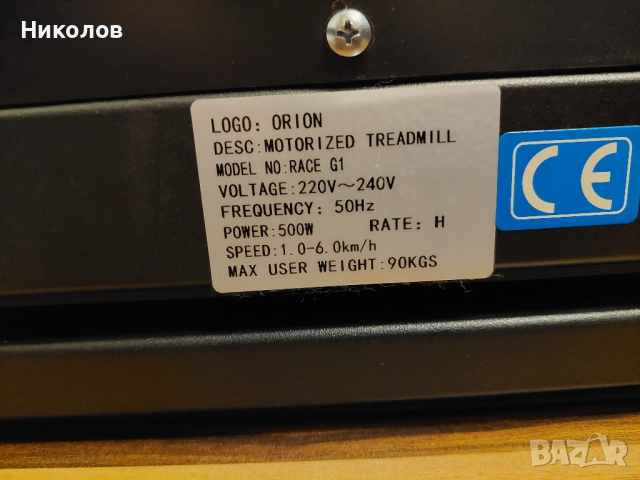 Николов
LOGO: ORION
DESC:MOTORIZED TREADMILL
MODEL NO:RACE G1
VOLTAGE:220V~240V
FREQUENCY: 50Hz
POWER:500W RATE: H
SPEED:1.0-6.0km/h
MAX USER WEIGHT:90KGS
CE
BAZAR